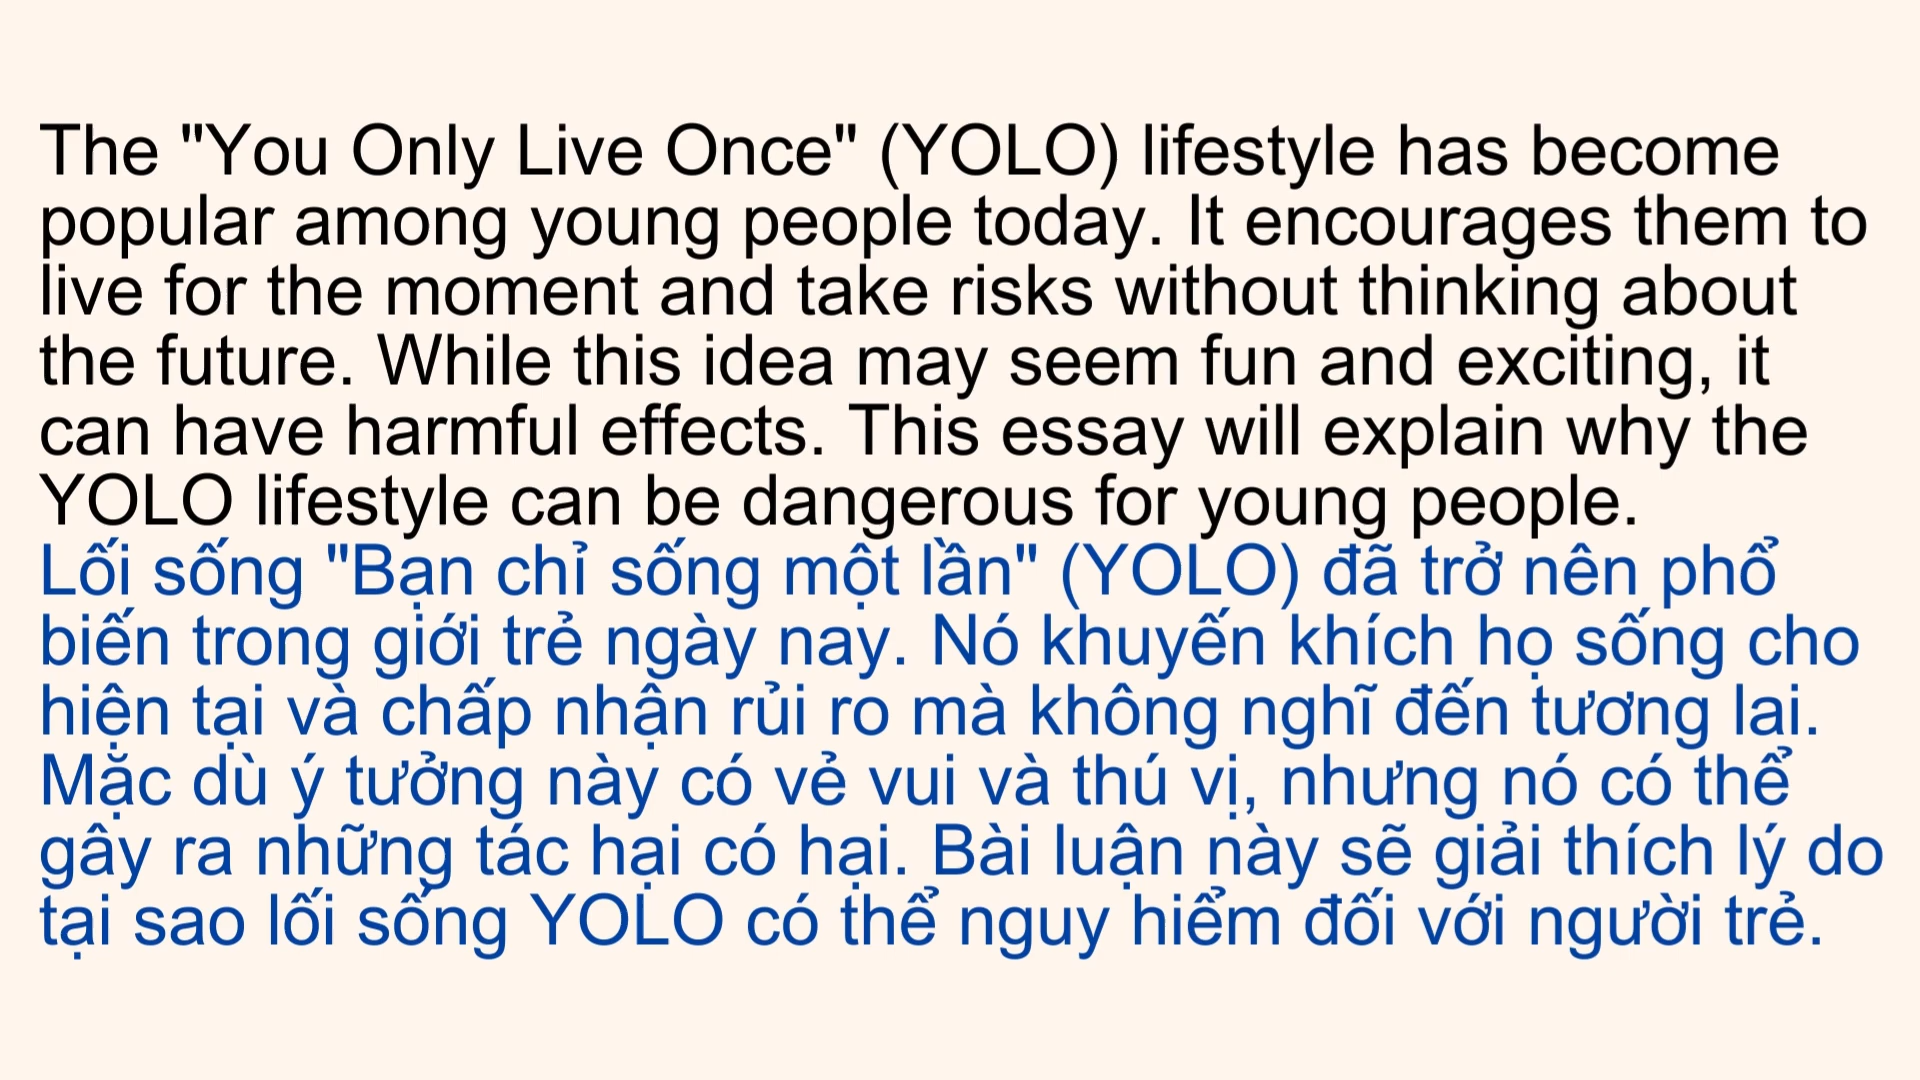 The "You Only Live Once" (YOLO) lifestyle has become
popular among young people today. It encourages them to
live for the moment and take risks without thinking about
the future. While this idea may seem fun and exciting, it
can have harmful effects. This essay will explain why the
YOLO lifestyle can be dangerous for young people.
Lối sống "Bạn chỉ sống một lần" (YOLO) đã trở nên phổ
biến trong giới trẻ ngày nay. Nó khuyến khích họ sống cho
hiện tại và chấp nhận rủi ro mà không nghĩ đến tương lai.
Mặc dù ý tưởng này có vẻ vui và thú vị, nhưng nó có thể
gây ra những tác hại có hại. Bài luận này sẽ giải thích lý do
tại sao lối sống YOLO có thể nguy hiểm đối với người trẻ.